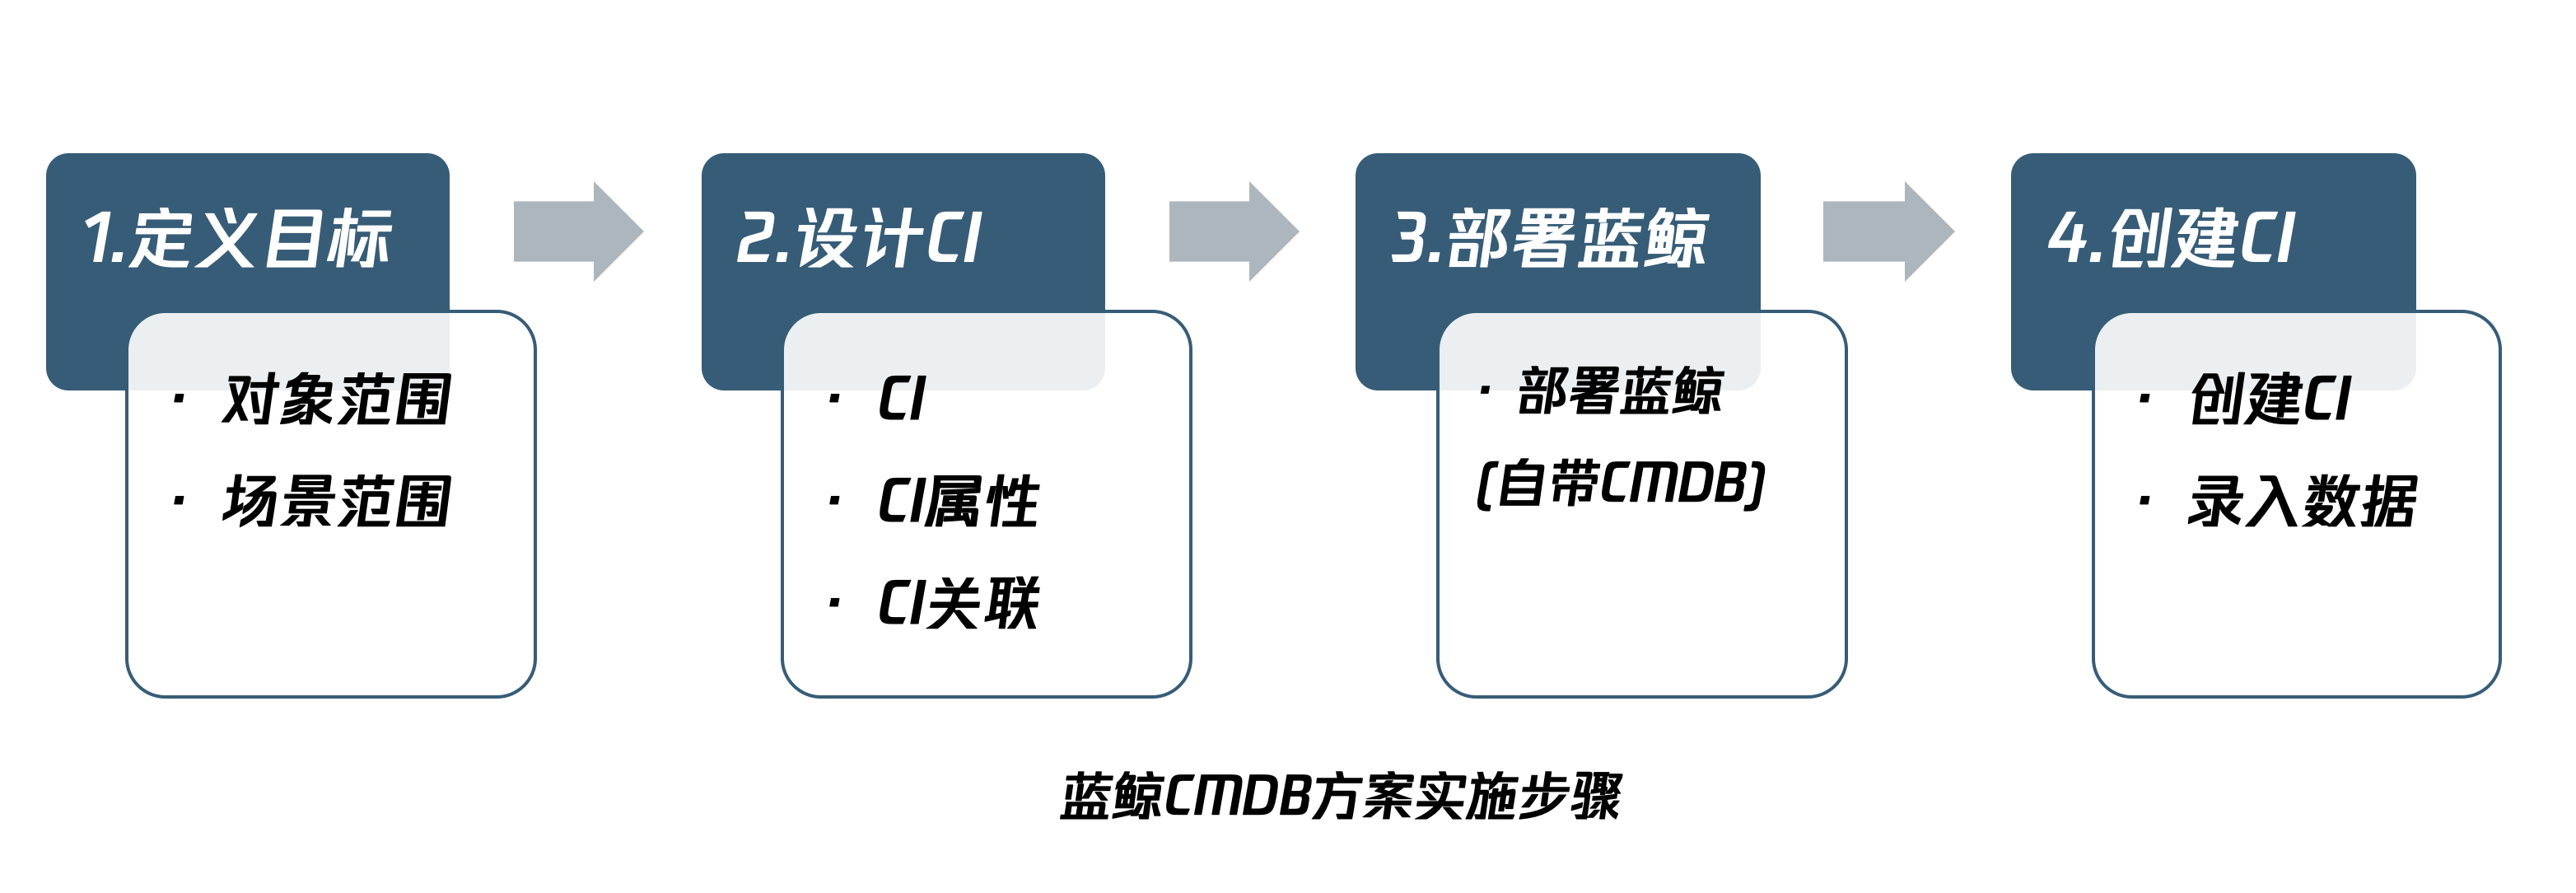 1.定义目标
· 对象范围
· 场景范围
2.设计CI
· CI
· CI属性
· CI关联
3.部署蓝鲸
· 部署蓝鲸
(自带CMDB)
4.创建CI
· 创建CI
· 录入数据
蓝鲸CMDB方案实施步骤